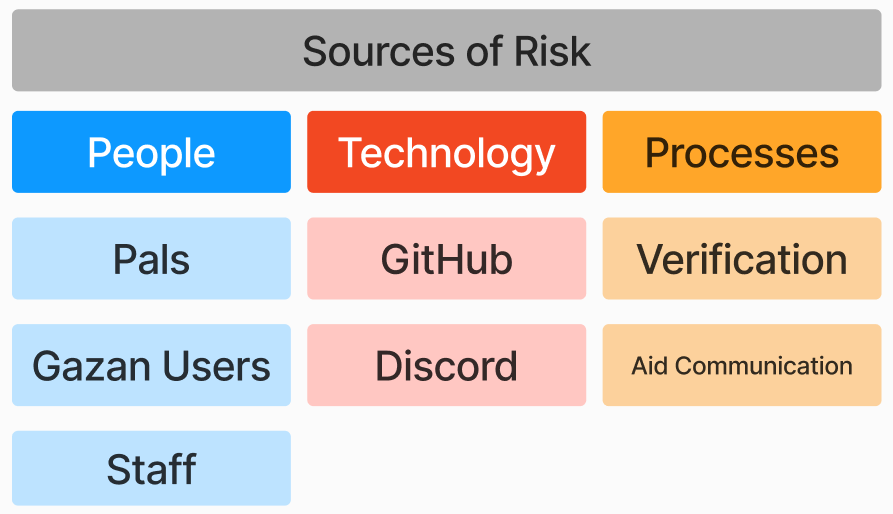 Sources of Risk
People
Technology
Processes
Pals
GitHub
Verification
Gazan Users
Discord
Aid Communication
Staff